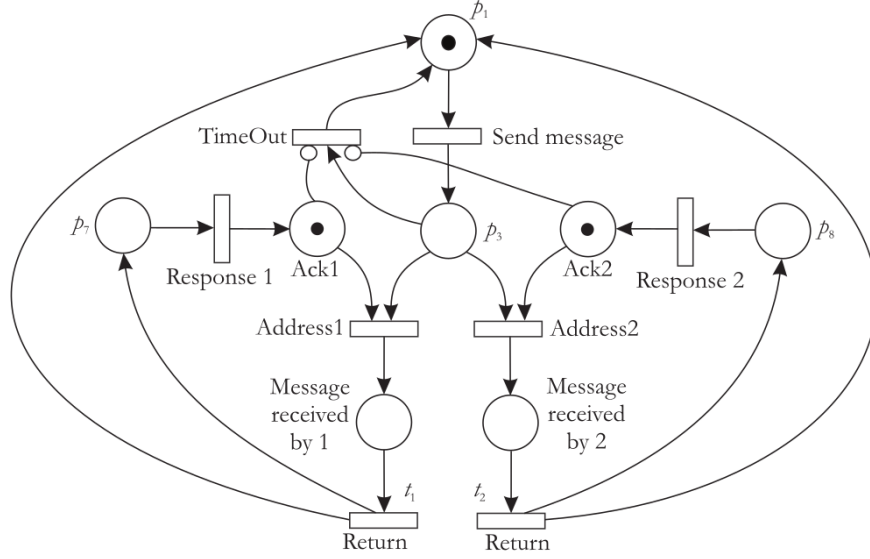 p₁
TimeOut
Send message
p₇
p₃
p₈
Response 1
Ack1
Ack2
Response 2
Address1
Address2
Message
received
by 1
Message
received
by 2
t₁
t₂
Return
Return